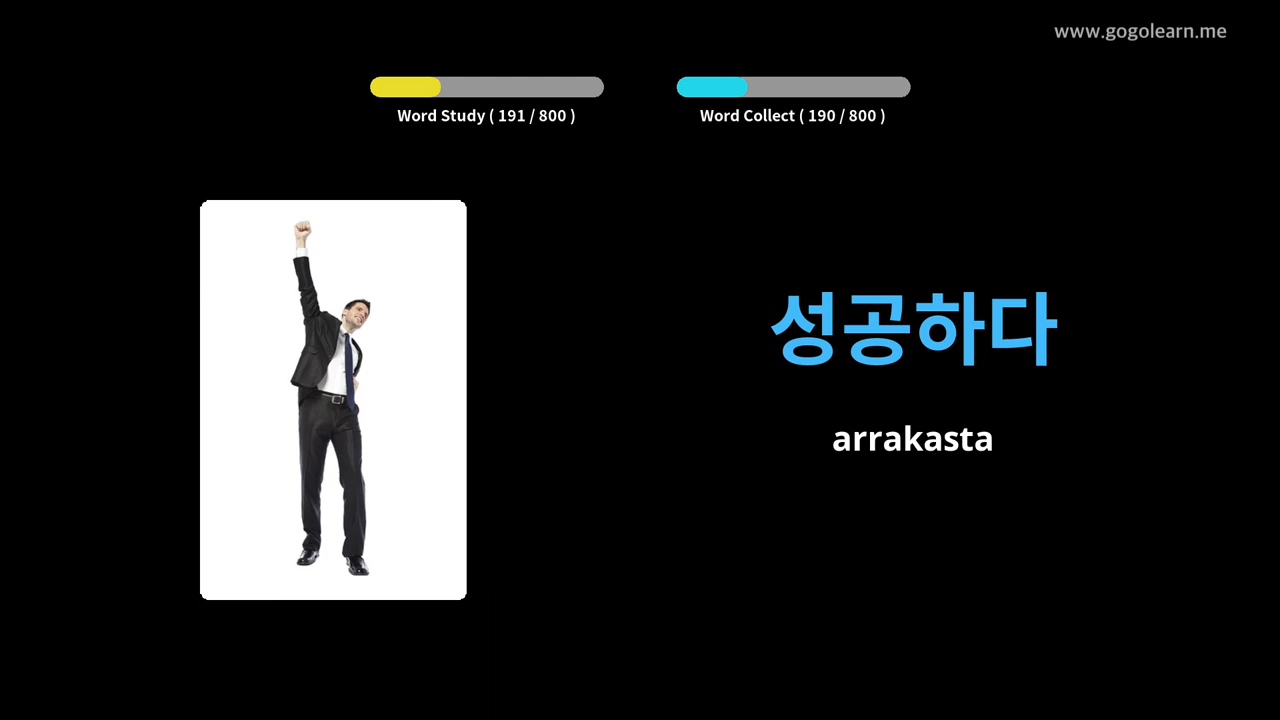 www.gogolearn.me
Word Study ( 191 / 800 )
Word Collect ( 190 / 800 )
성공하다
arrakasta